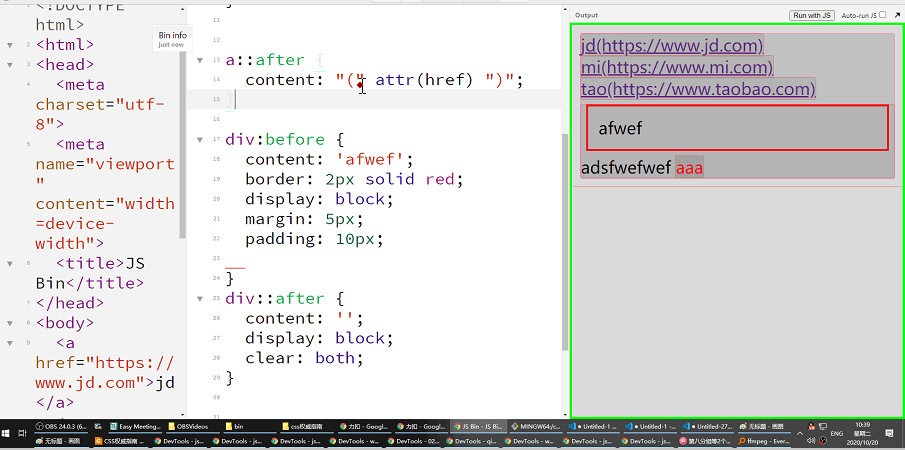 <!DOCTYPE
html>
<html>
<head>
<meta
charset="utf-
8">
<meta
name="viewport
"
content="width
=device-
width">
<title>JS
Bin</title>
</head>
<body>
<a
href="https://
www.jd.com">jd
</a>
Bin info
just now
11
12
13 a::after {
14 content: "(" attr(href) ")";
15 }
16
17 div:before {
18 content: 'afwef';
19 border: 2px solid red;
20 display: block;
21 margin: 5px;
22 padding: 10px;
23
24 }
25 div::after {
26 content: '';
27 display: block;
28 clear: both;
29 }
30
31
Output
Run with JS
Auto-run JS
jd(https://www.jd.com)
mi(https://www.mi.com)
tao(https://www.taobao.com)
afwef
adsfwefwef aaa
OBS 24.0.3 (6
Easy Meeting...
OBSVideos
bin
css权威指南
力扣 - Googl...
力扣 - Googl...
JS Bin - JS Bi...
MINGW64:/c...
● Untitled-1
● Untitled-1 -
● Untitled-27...
无标题 - 画图
无标题 - 画图
CSS权威指南
DevTools - j...
DevTools - js...
DevTools - js...
DevTools - w...
DevTools - 02...
DevTools - qi...
DevTools - w...
DevTools - s...
DevTools - js...
第八分组等2个...
ffmpeg - Ever...
ENG
10:39
星期二
2020/10/20